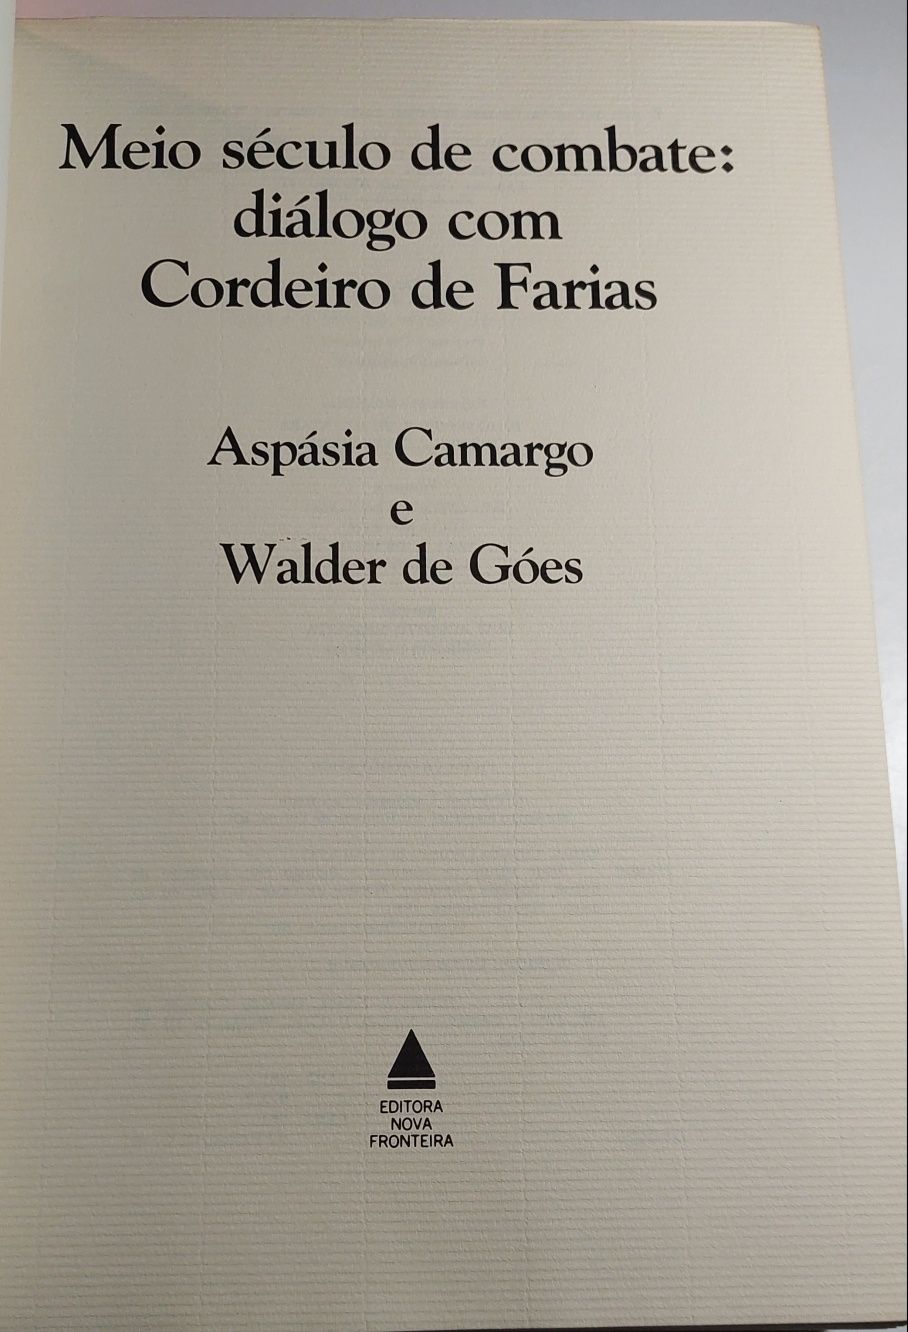 Meio século de combate:
diálogo com
Cordeiro de Farias
Aspásia Camargo
e
Walder de Góes
EDITORA
NOVA
FRONTEIRA